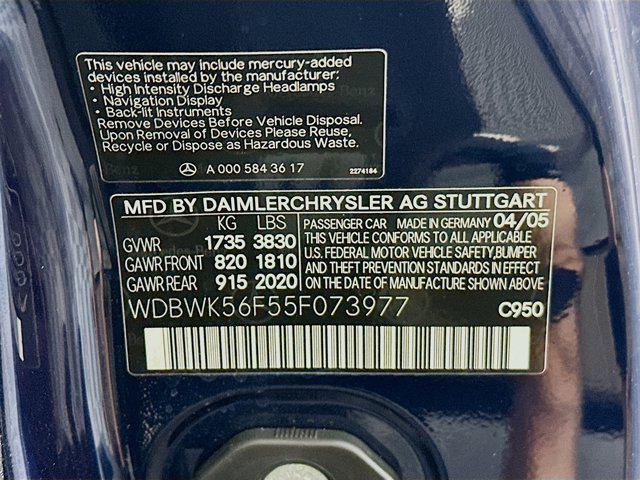 This vehicle may include mercury-added
devices installed by the manufacturer:
• High Intensity Discharge Headlamps
• Navigation Display
• Back-lit Instruments
Remove Devices Before Vehicle Disposal.
Upon Removal of Devices Please Reuse,
Recycle or Dispose as Hazardous Waste.
A 000 584 36 17
2274184
MFD BY DAIMLERCHRYSLER AG STUTTGART
KG LBS
GVWR 1735 3830
GAWR FRONT 820 1810
GAWR REAR 915 2020
PASSENGER CAR MADE IN GERMANY 04/05
THIS VEHICLE CONFORMS TO ALL APPLICABLE
U.S. FEDERAL MOTOR VEHICLE SAFETY,BUMPER
AND THEFT PREVENTION STANDARDS IN EFFECT
ON THE DATE OF MANUFACTURE SHOWN ABOVE.
WDBWK56F55F073977
C950